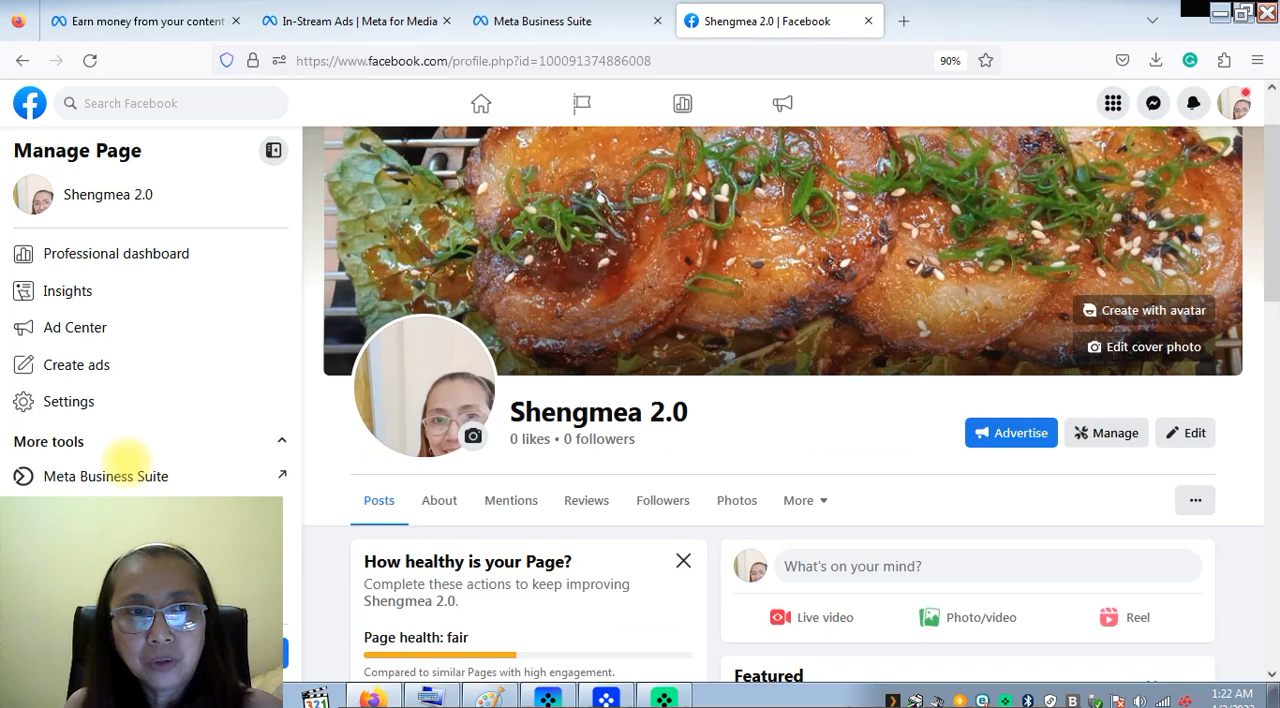 Earn money from your content
In-Stream Ads | Meta for Media
Meta Business Suite
Shengmea 2.0 | Facebook
https://www.facebook.com/profile.php?id=100091374886008
90%
Search Facebook
Manage Page
Shengmea 2.0
Professional dashboard
Insights
Ad Center
Create ads
Settings
More tools
Meta Business Suite
Create with avatar
Edit cover photo
Shengmea 2.0
0 likes • 0 followers
Advertise
Manage
Edit
Posts
About
Mentions
Reviews
Followers
Photos
More
How healthy is your Page?
Complete these actions to keep improving
Shengmea 2.0.
Page health: fair
Compared to similar Pages with high engagement.
What's on your mind?
Live video
Photo/video
Reel
Featured
321
1:22 AM